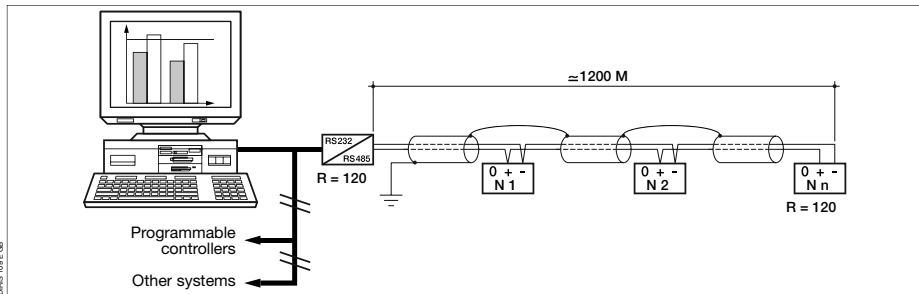 ≃1200 M
RS232
RS485
R = 120
0 + -
N 1
0 + -
N 2
0 + -
N n
R = 120
Programmable
controllers
Other systems